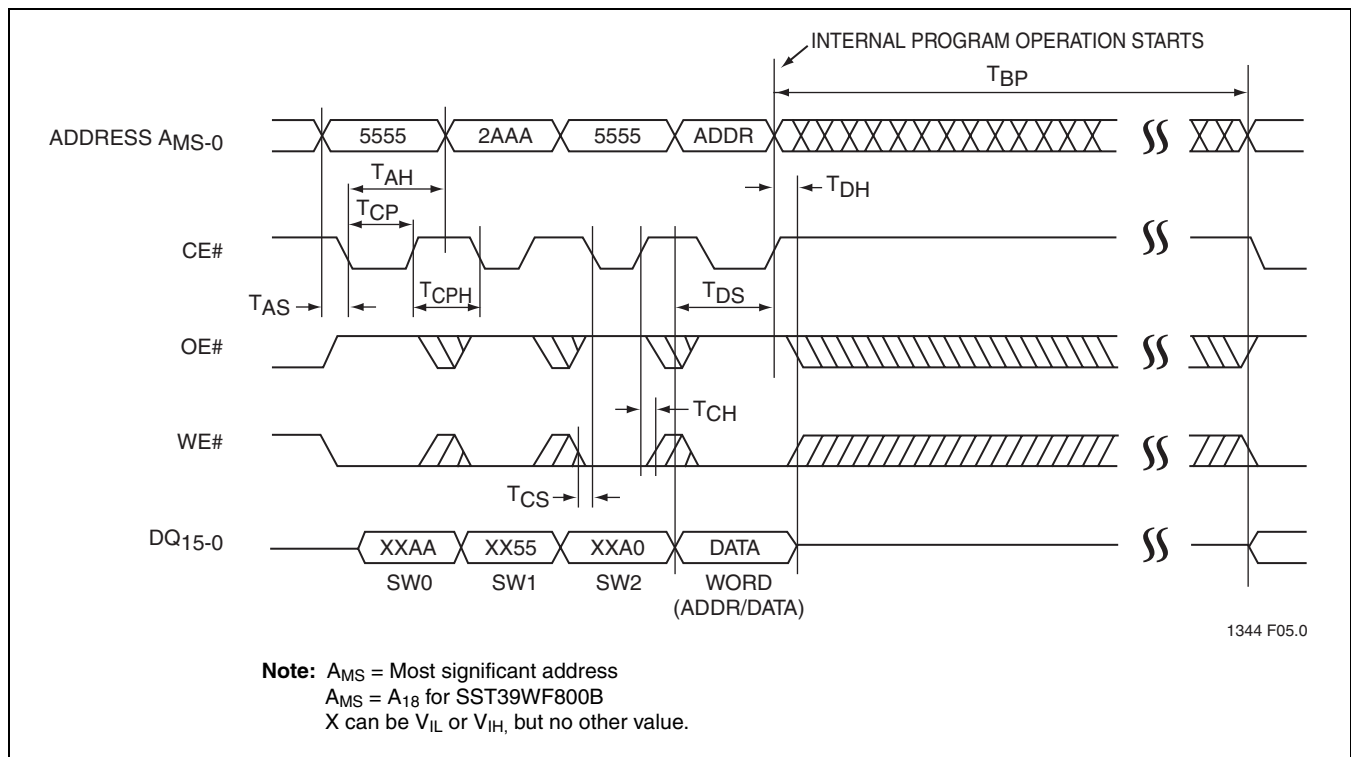 INTERNAL PROGRAM OPERATION STARTS
TBP
ADDRESS AMS-0
5555 2AAA 5555 ADDR
TAH
TDH
TCP
CE#
TAS
TCPH
TDS
OE#
TCH
WE#
TCS
DQ15-0
XXAA XX55 XXA0 DATA
SW0 SW1 SW2 WORD
(ADDR/DATA)
1344 F05.0
Note: AMS = Most significant address
AMS = A18 for SST39WF800B
X can be VIL or VIH, but no other value.